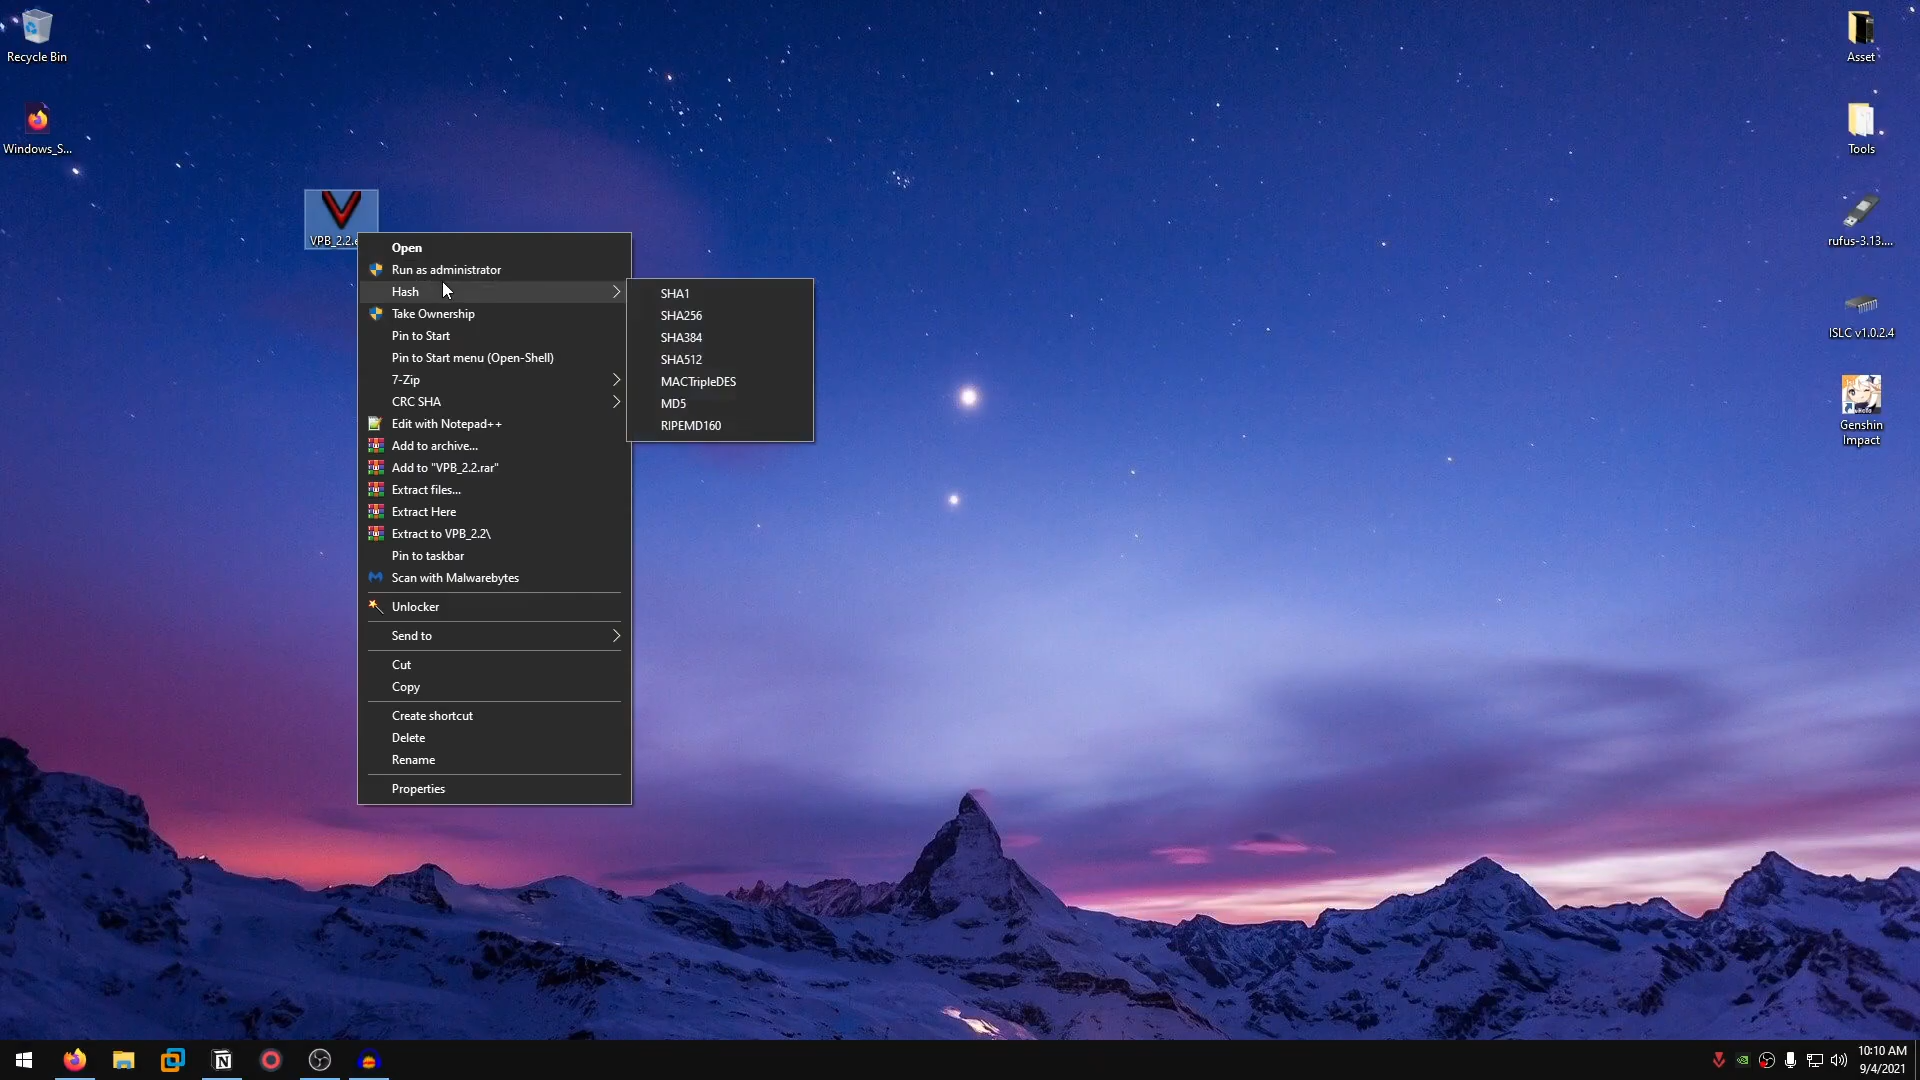 Recycle Bin
Windows_S...
VPB_2.2.e
Open
Run as administrator
Hash
Take Ownership
Pin to Start
Pin to Start menu (Open-Shell)
7-Zip
CRC SHA
Edit with Notepad++
Add to archive...
Add to "VPB_2.2.rar"
Extract files...
Extract Here
Extract to VPB_2.2\
Pin to taskbar
Scan with Malwarebytes
Unlocker
Send to
Cut
Copy
Create shortcut
Delete
Rename
Properties
SHA1
SHA256
SHA384
SHA512
MACTripleDES
MD5
RIPEMD160
Asset
Tools
rufus-3.13....
ISLC v1.0.2.4
Genshin
Impact
10:10 AM
9/4/2021